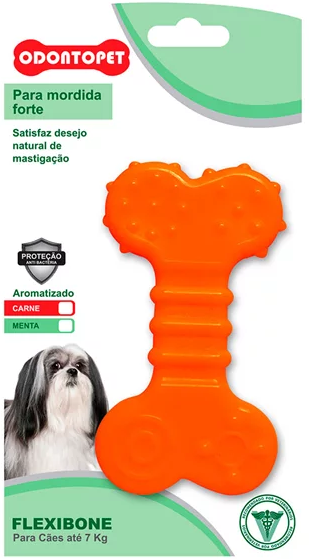 ODONTOPET
Para mordida
forte
Satisfaz desejo
natural de
mastigação
PROTEÇÃO
ANTI-BACTÉRIA
Aromatizado
CARNE
MENTA
FLEXIBONE
Para Cães até 7 Kg